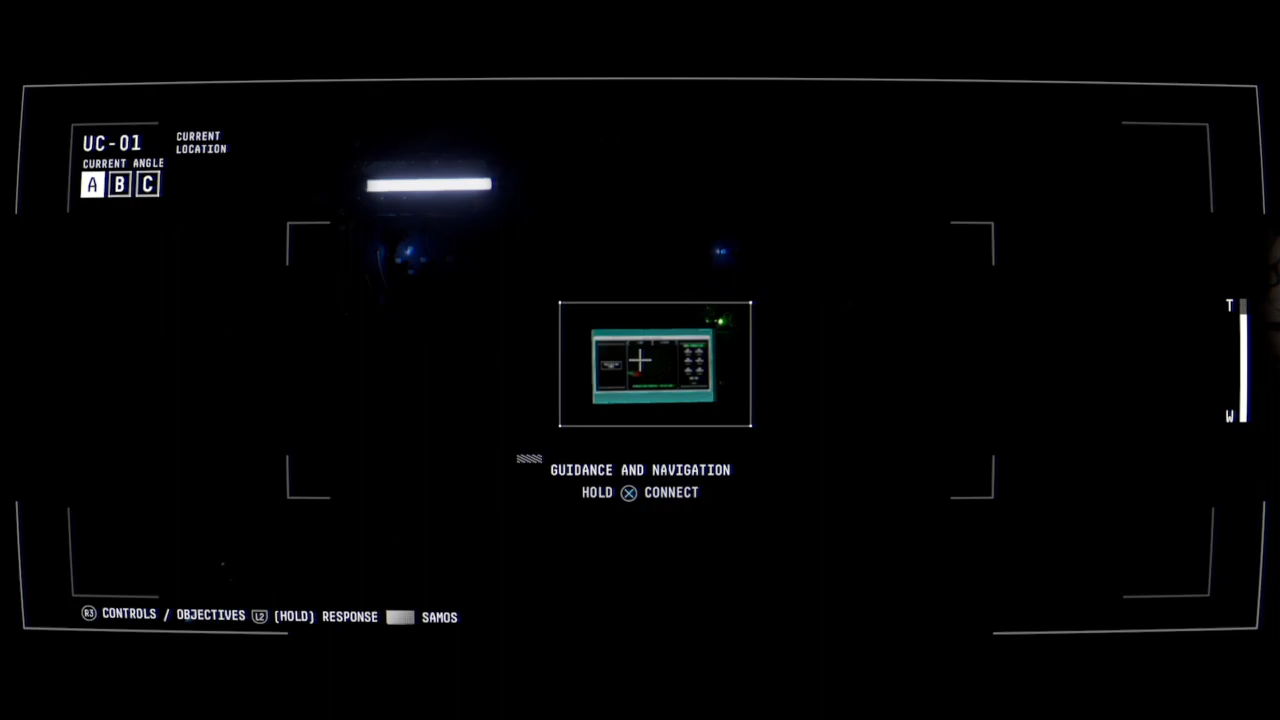 UC-01
CURRENT ANGLE
A B C
CURRENT
LOCATION
T
W
GUIDANCE AND NAVIGATION
HOLD CONNECT
R3 CONTROLS / OBJECTIVES L2 [HOLD] RESPONSE SAMOS